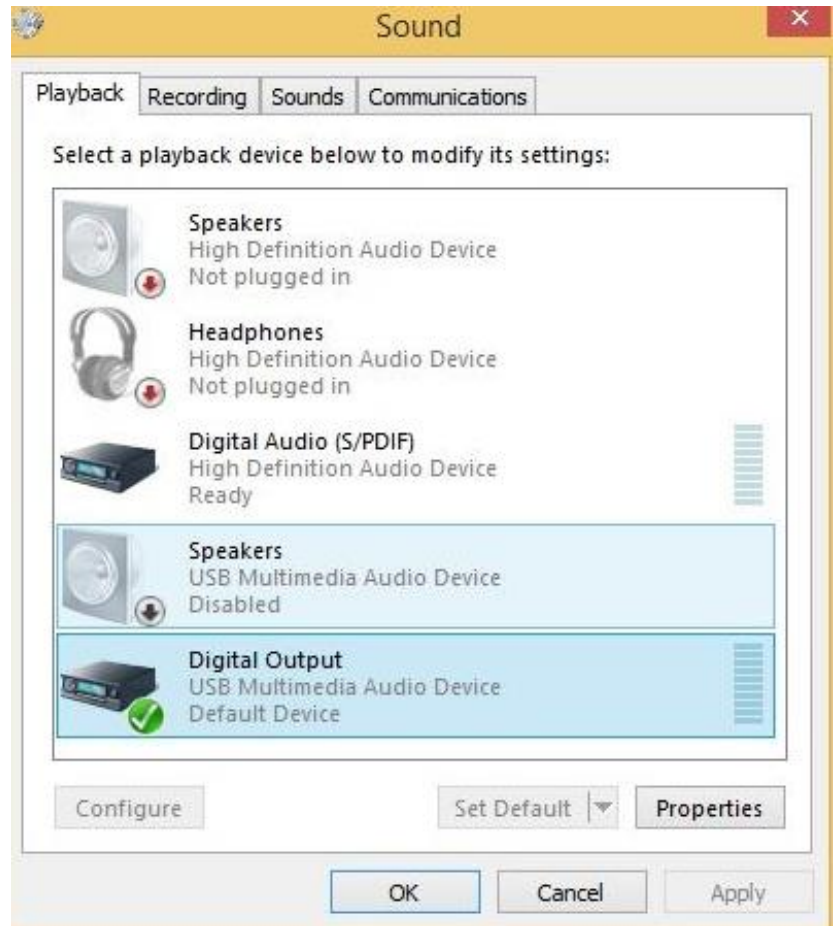 Sound
Playback Recording Sounds Communications
Select a playback device below to modify its settings:
Speakers
High Definition Audio Device
Not plugged in
Headphones
High Definition Audio Device
Not plugged in
Digital Audio (S/PDIF)
High Definition Audio Device
Ready
Speakers
USB Multimedia Audio Device
Disabled
Digital Output
USB Multimedia Audio Device
Default Device
Configure Set Default Properties
OK Cancel Apply